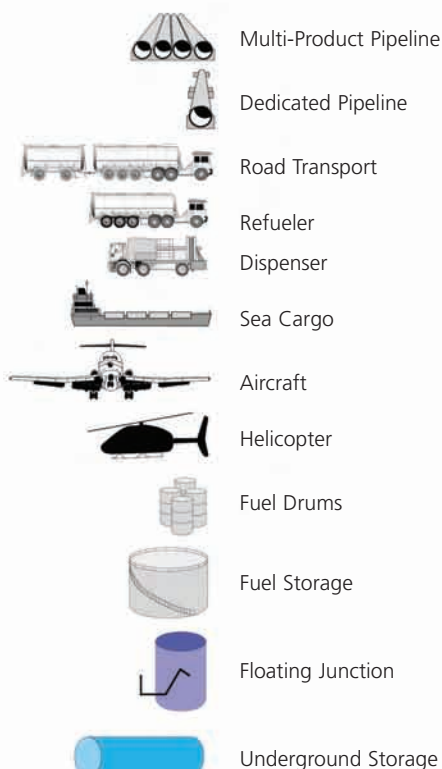 Multi-Product Pipeline
Dedicated Pipeline
Road Transport
Refueler
Dispenser
Sea Cargo
Aircraft
Helicopter
Fuel Drums
Fuel Storage
Floating Junction
Underground Storage